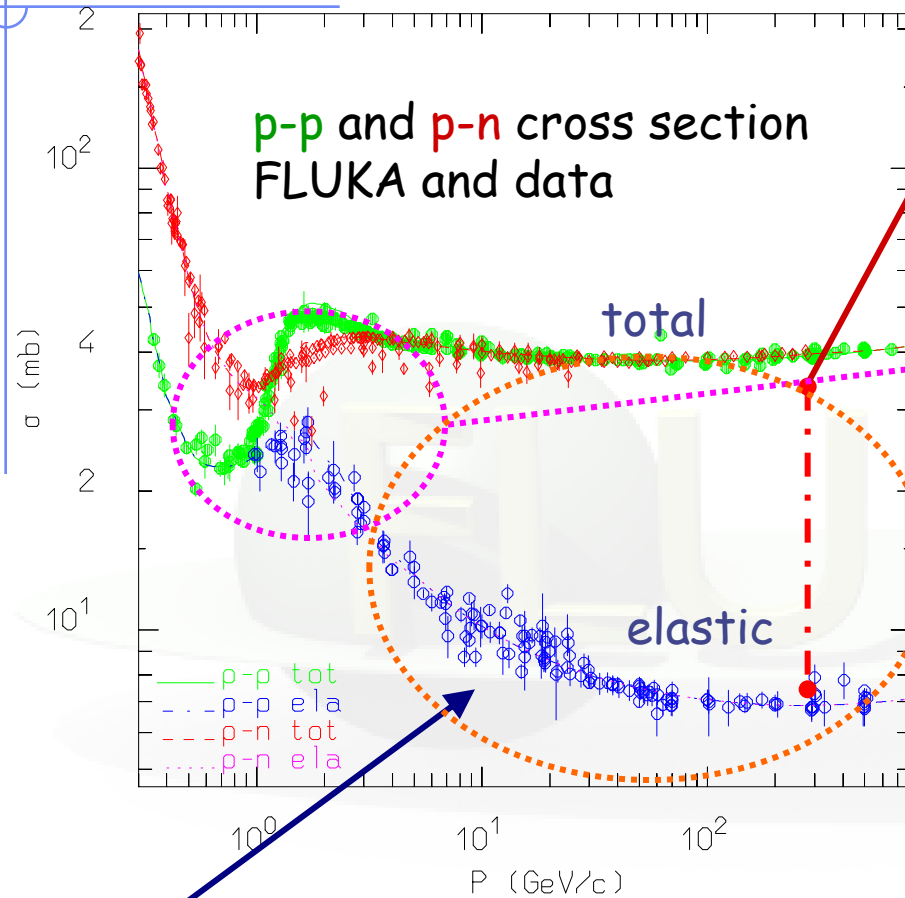 p-p and p-n cross section
FLUKA and data
total
elastic
p-p tot
p-p ela
p-n tot
p-n ela
σ (mb)
2
10²
4
2
10¹
10⁰ 10¹ 10²
P (GeV/c)
FLU